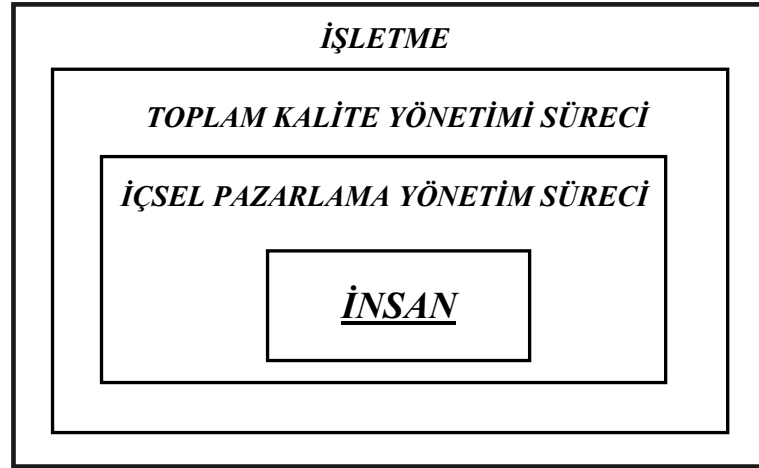 İŞLETME
TOPLAM KALİTE YÖNETİMİ SÜRECİ
İÇSEL PAZARLAMA YÖNETİM SÜRECİ
İNSAN